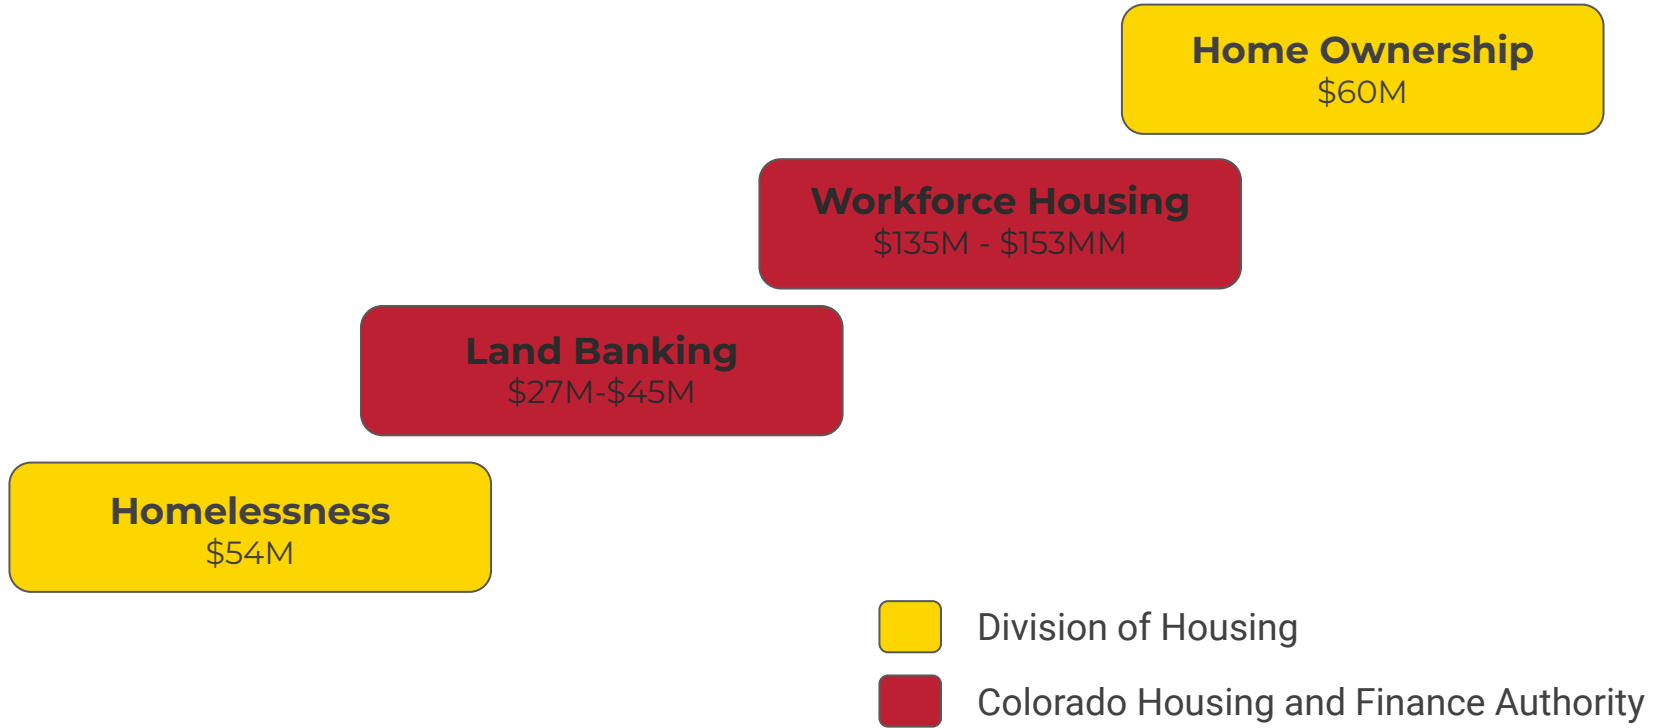 Home Ownership
$60M
Workforce Housing
$135M - $153MM
Land Banking
$27M-$45M
Homelessness
$54M
Division of Housing
Colorado Housing and Finance Authority